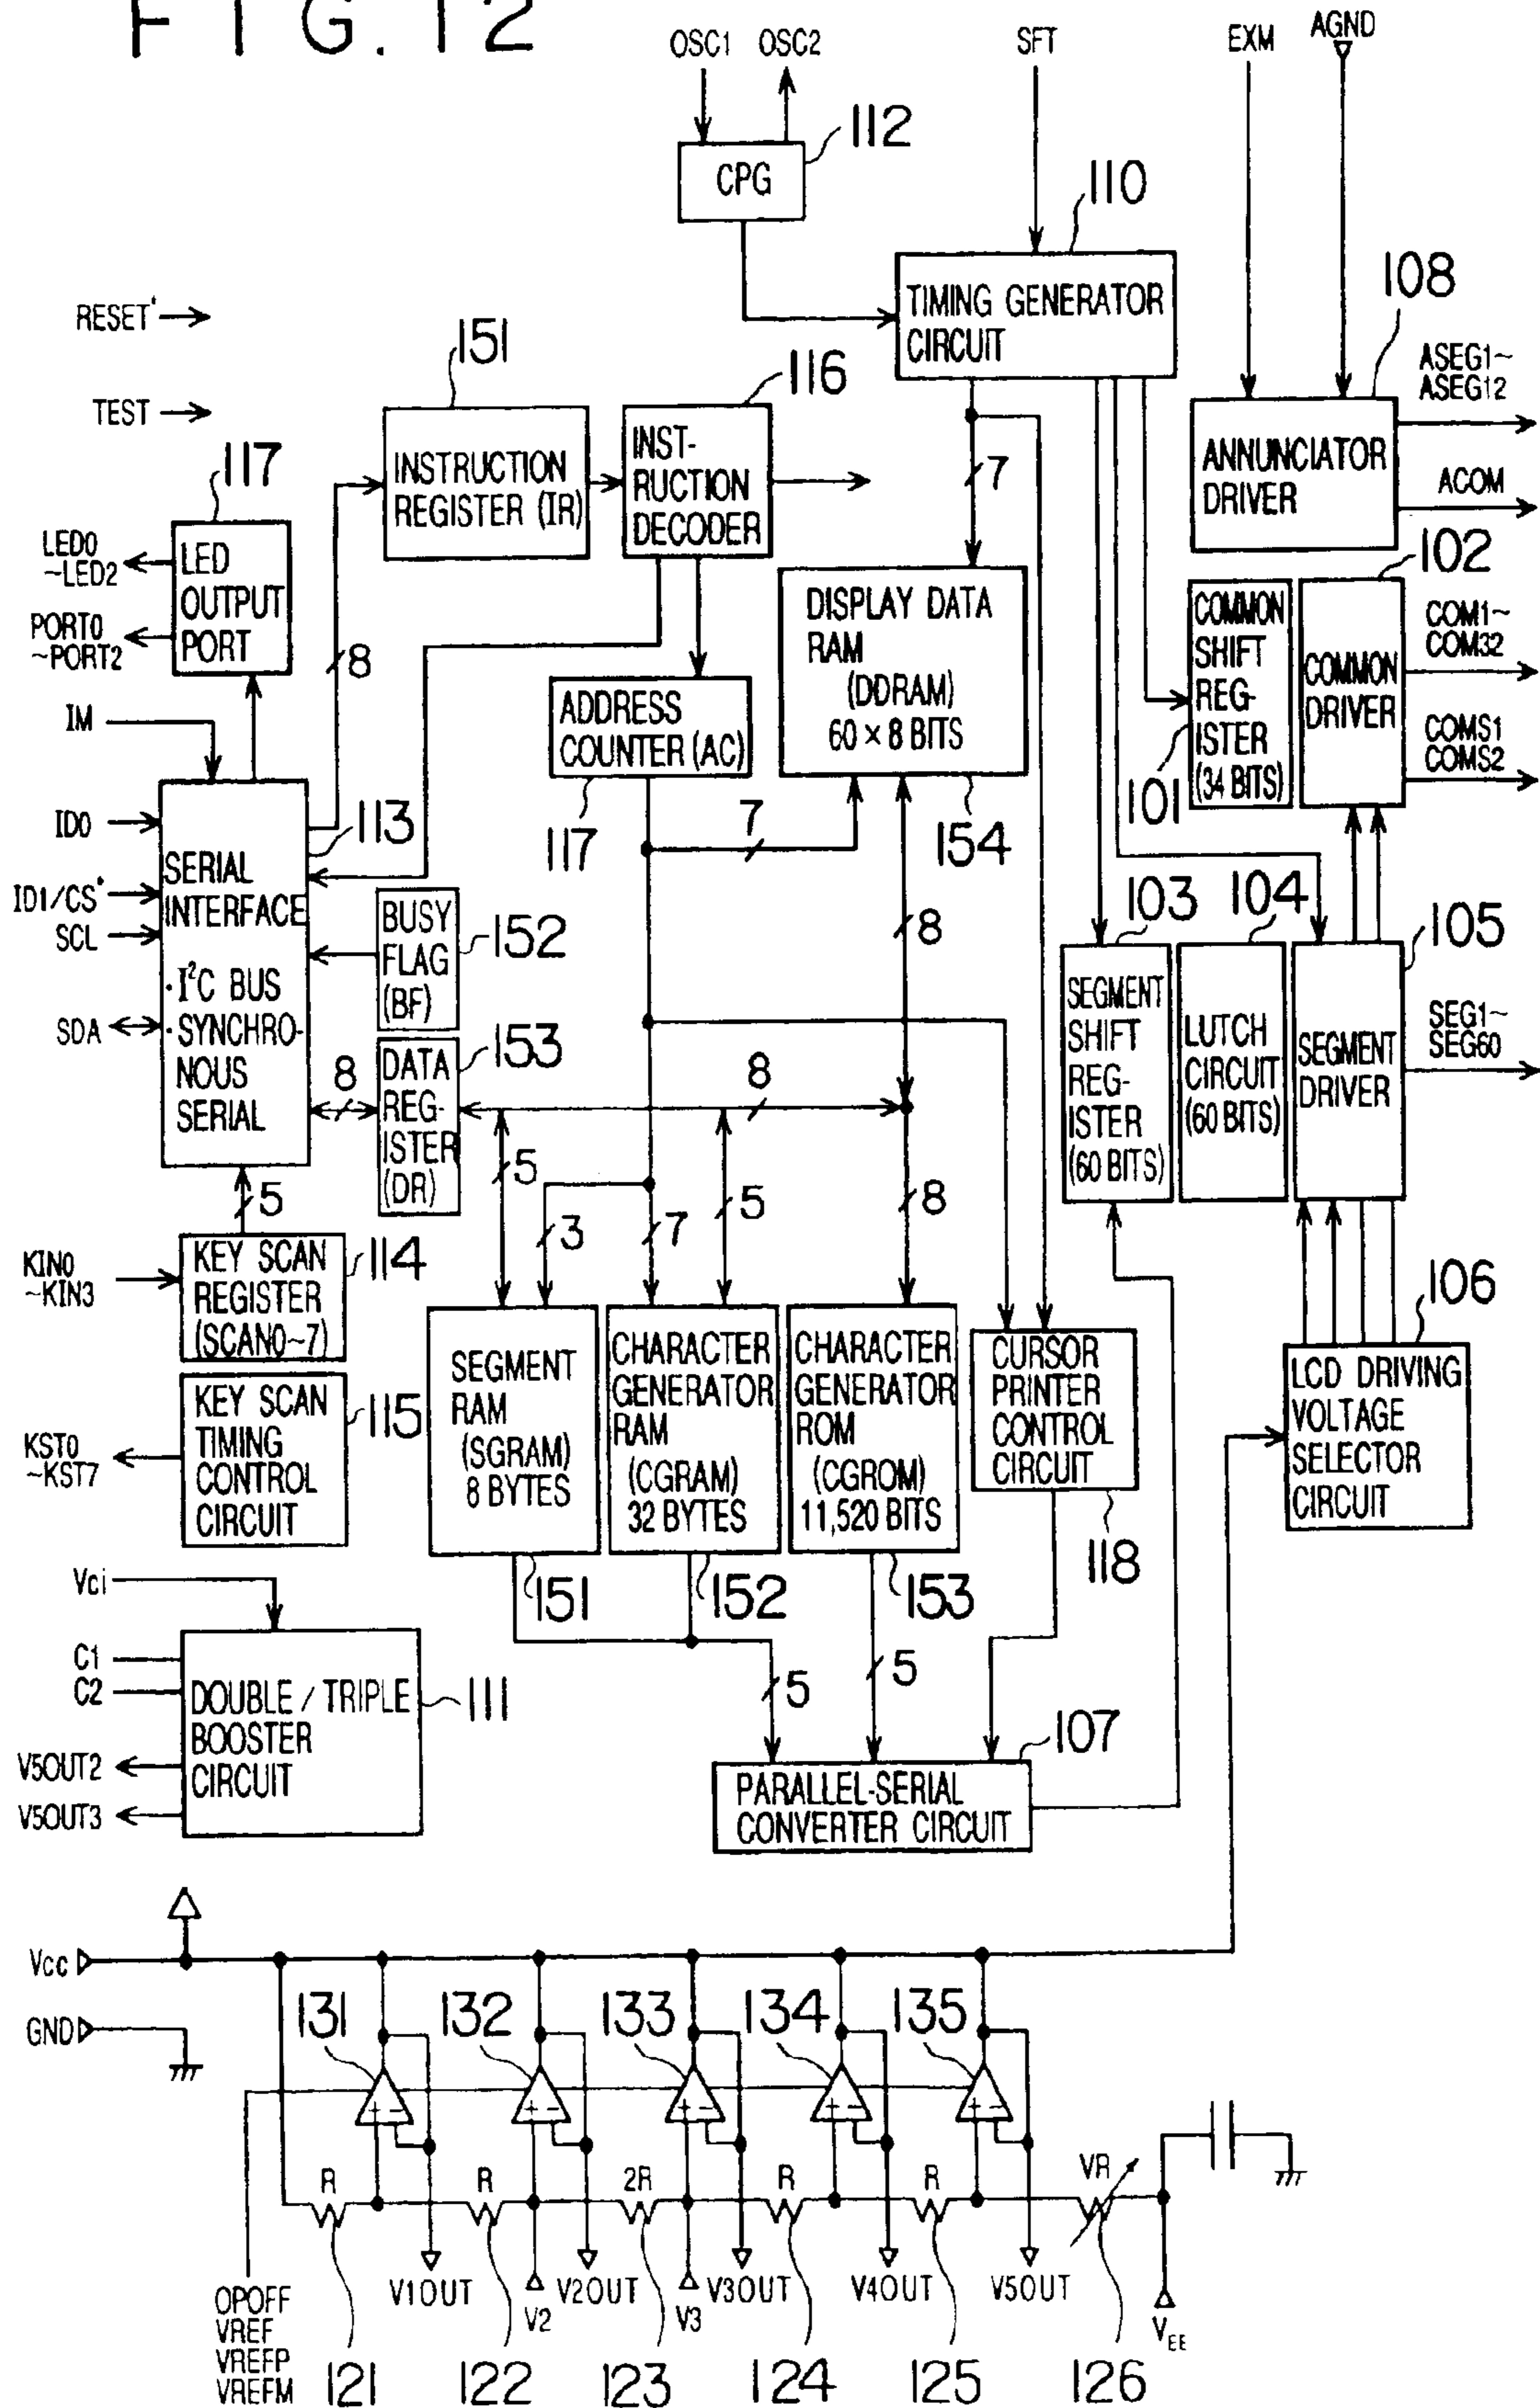 FIG. 12
OSC1 OSC2
SFT
EXM
AGND
112
CPG
110
TIMING GENERATOR
CIRCUIT
108
RESET*
TEST
151
INSTRUCTION
REGISTER (IR)
116
INST-
RUCTION
DECODER
7
ANNUNCIATOR
DRIVER
ASEG1~
ASEG12
ACOM
117
LED
OUTPUT
PORT
LED0
~LED2
PORT0
~PORT2
8
DISPLAY DATA
RAM
(DDRAM)
60 × 8 BITS
154
102
COMMON
SHIFT
REG-
ISTER
(34 BITS)
101
COMMON
DRIVER
COM1~
COM32
COMS1
COMS2
IM
ADDRESS
COUNTER (AC)
117
7
ID0
ID1/CS*
SCL
SDA
113
SERIAL
INTERFACE
·I²C BUS
·SYNCHRO-
NOUS
SERIAL
BUSY
FLAG
(BF)
152
8
103
104
105
SEGMENT
SHIFT
REG-
ISTER
(60 BITS)
LUTCH
CIRCUIT
(60 BITS)
SEGMENT
DRIVER
SEG1~
SEG60
8
DATA
REG-
ISTER
(DR)
153
8
5
3
7
5
8
5
KIN0
~KIN3
KEY SCAN
REGISTER
(SCAN0~7)
114
KST0
~KST7
KEY SCAN
TIMING
CONTROL
CIRCUIT
115
SEGMENT
RAM
(SGRAM)
8 BYTES
151
CHARACTER
GENERATOR
RAM
(CGRAM)
32 BYTES
152
CHARACTER
GENERATOR
ROM
(CGROM)
11,520 BITS
153
CURSOR
PRINTER
CONTROL
CIRCUIT
118
106
LCD DRIVING
VOLTAGE
SELECTOR
CIRCUIT
Vci
C1
C2
V5OUT2
V5OUT3
DOUBLE / TRIPLE
BOOSTER
CIRCUIT
111
5
5
107
PARALLEL-SERIAL
CONVERTER CIRCUIT
Vcc
GND
131 132 133 134 135
+ − + − + − + − + −
R R 2R R R VR
V1OUT V2 V2OUT V3 V3OUT V4OUT V5OUT VEE
OPOFF
VREF
VREFP
VREFM
121 122 123 124 125 126